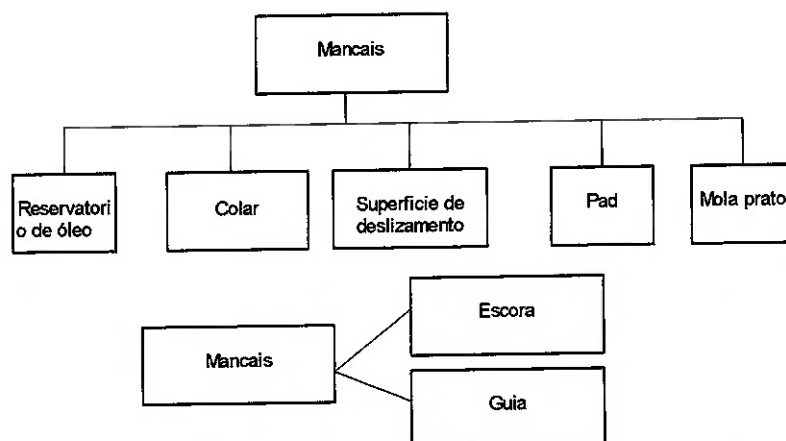 Mancais
Reservatori
o de óleo
Colar
Superficie de
deslizamento
Pad
Mola prato
Escora
Mancais
Guia